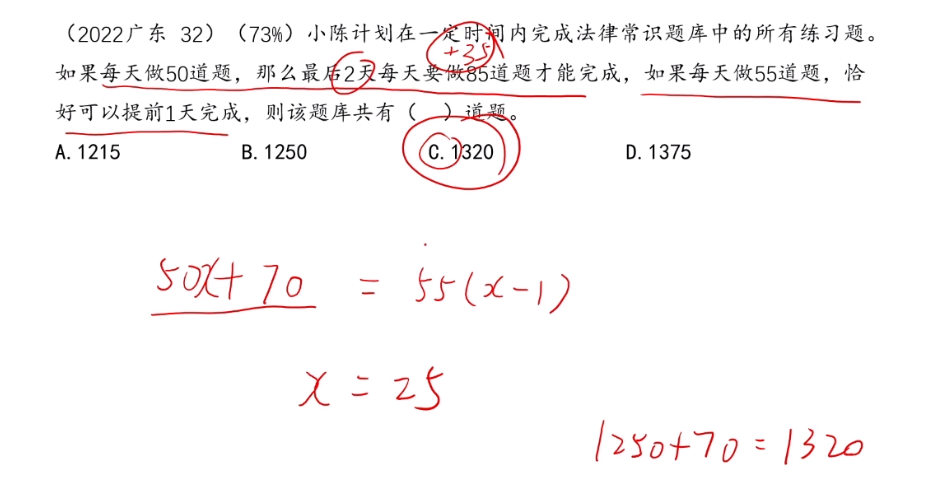 （2022广东 32）（73%）小陈计划在一定时间内完成法律常识题库中的所有练习题。
+35
如果每天做50道题，那么最后2天每天要做85道题才能完成，如果每天做55道题，恰
好可以提前1天完成，则该题库共有（ ）道题。
A.1215 B.1250 C.1320 D.1375
50x+70 = 55(x-1)
x = 25
1250+70=1320